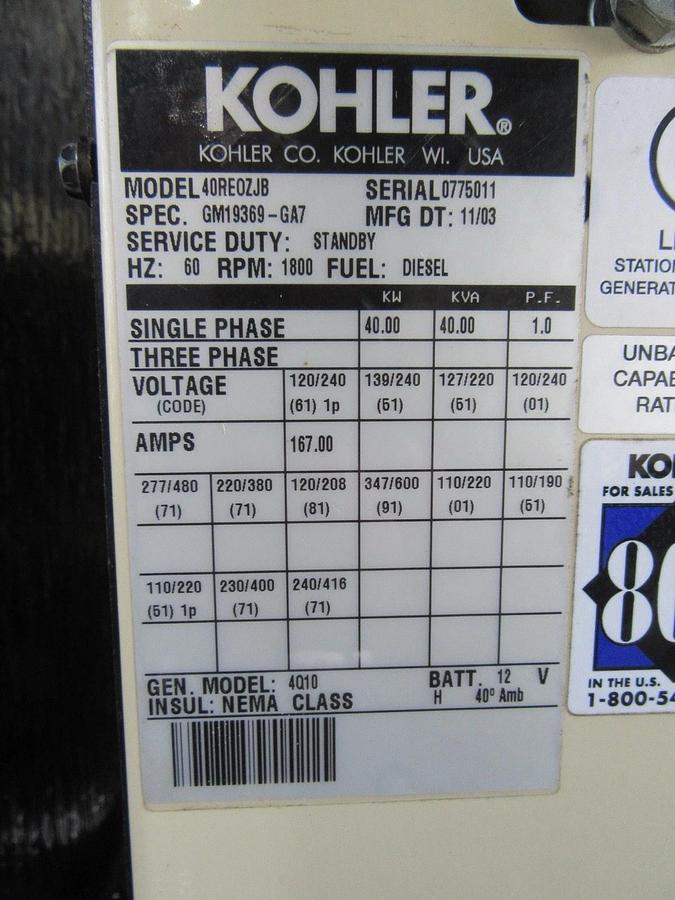 KOHLER®
KOHLER CO. KOHLER WI. USA
MODEL 40REOZJB SERIAL 0775011
SPEC. GM19369-GA7 MFG DT: 11/03
SERVICE DUTY: STANDBY
HZ: 60 RPM: 1800 FUEL: DIESEL
KW KVA P.F.
SINGLE PHASE 40.00 40.00 1.0
THREE PHASE
VOLTAGE 120/240 139/240 127/220 120/240
(CODE) (61) 1p (51) (61) (01)
AMPS 167.00
277/480 220/380 120/208 347/600 110/220 110/190
(71) (71) (81) (91) (01) (61)
110/220 230/400 240/416
(51) 1p (71) (71)
GEN. MODEL: 4Q10 BATT. 12 V
INSUL: NEMA CLASS H 40° Amb
STATION
GENERAT
UNBA
CAPAB
RATI
KO
FOR SALES
80
IN THE U.S.
1-800-54